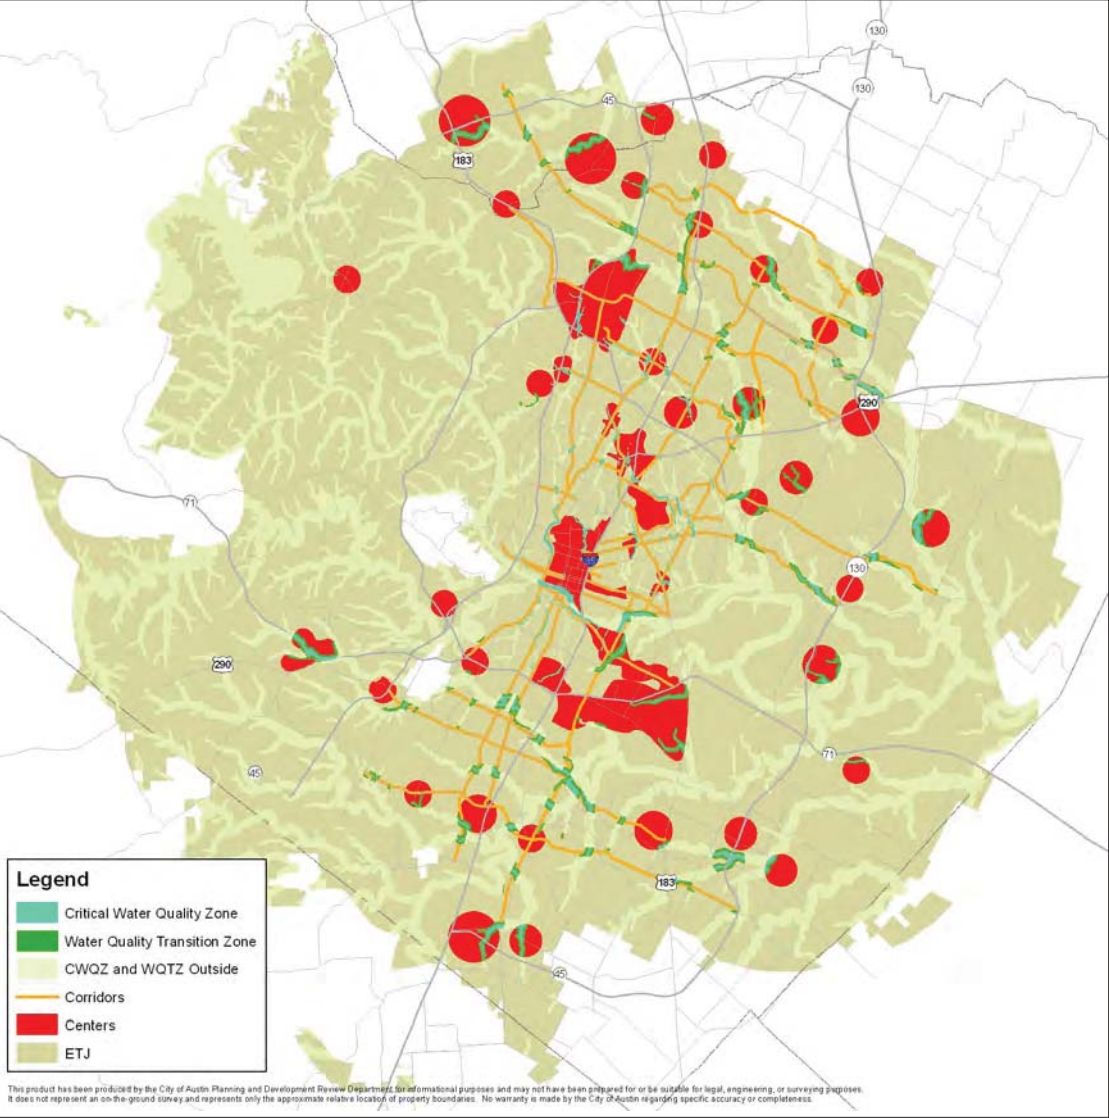 130
130
45
183
290
71
130
290
71
45
183
45
Legend
Critical Water Quality Zone
Water Quality Transition Zone
CWQZ and WQTZ Outside
Corridors
Centers
ETJ
This product has been produced by the City of Austin Planning and Development Review Department for informational purposes and may not have been prepared for or be suitable for legal, engineering, or surveying purposes.
It does not represent an on-the-ground survey and represents only the approximate relative location of property boundaries. No warranty is made by the City of Austin regarding specific accuracy or completeness.